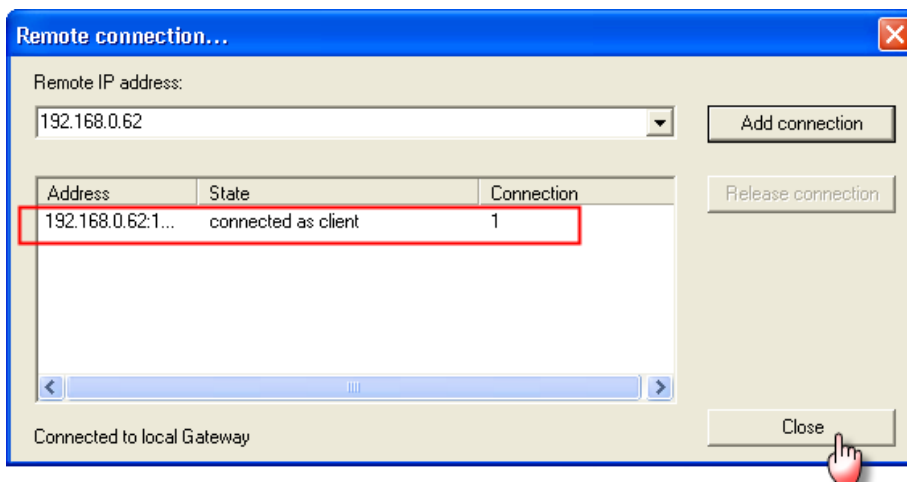 Remote connection...
Remote IP address:
192.168.0.62
Add connection
Address State Connection
Release connection
192.168.0.62:1... connected as client 1
Connected to local Gateway
Close